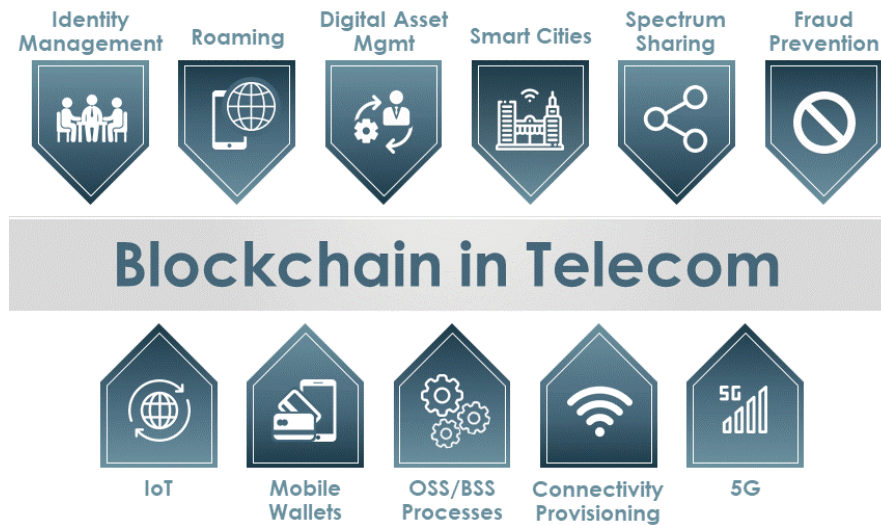 Identity
Management
Roaming
Digital Asset
Mgmt
Smart Cities
Spectrum
Sharing
Fraud
Prevention
Blockchain in Telecom
5G
IoT
Mobile
Wallets
OSS/BSS
Processes
Connectivity
Provisioning
5G